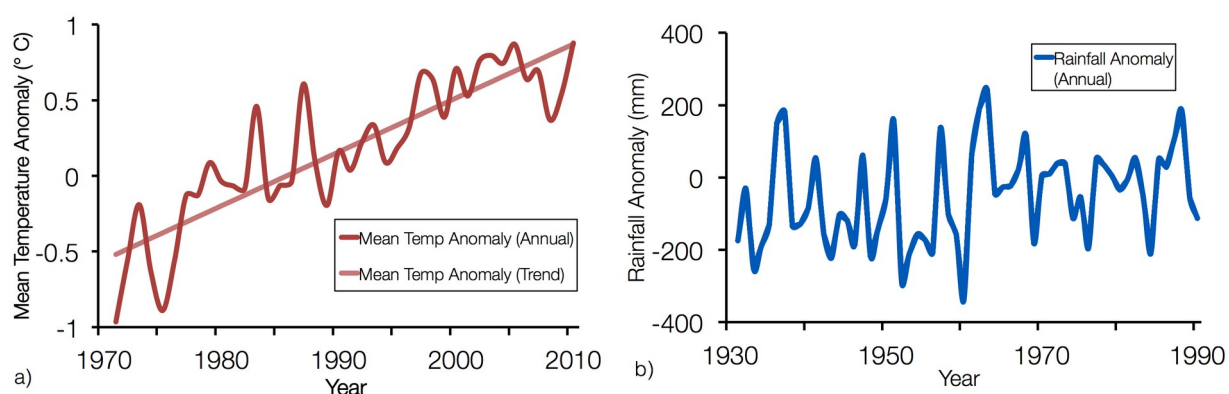 Mean Temperature Anomaly (° C)
1
0.5
0
-0.5
-1
1970
1980
1990
2000
2010
Year
Mean Temp Anomaly (Annual)
Mean Temp Anomaly (Trend)
a)
Rainfall Anomaly (mm)
400
200
0
-200
-400
1930
1950
1970
1990
Year
Rainfall Anomaly
(Annual)
b)